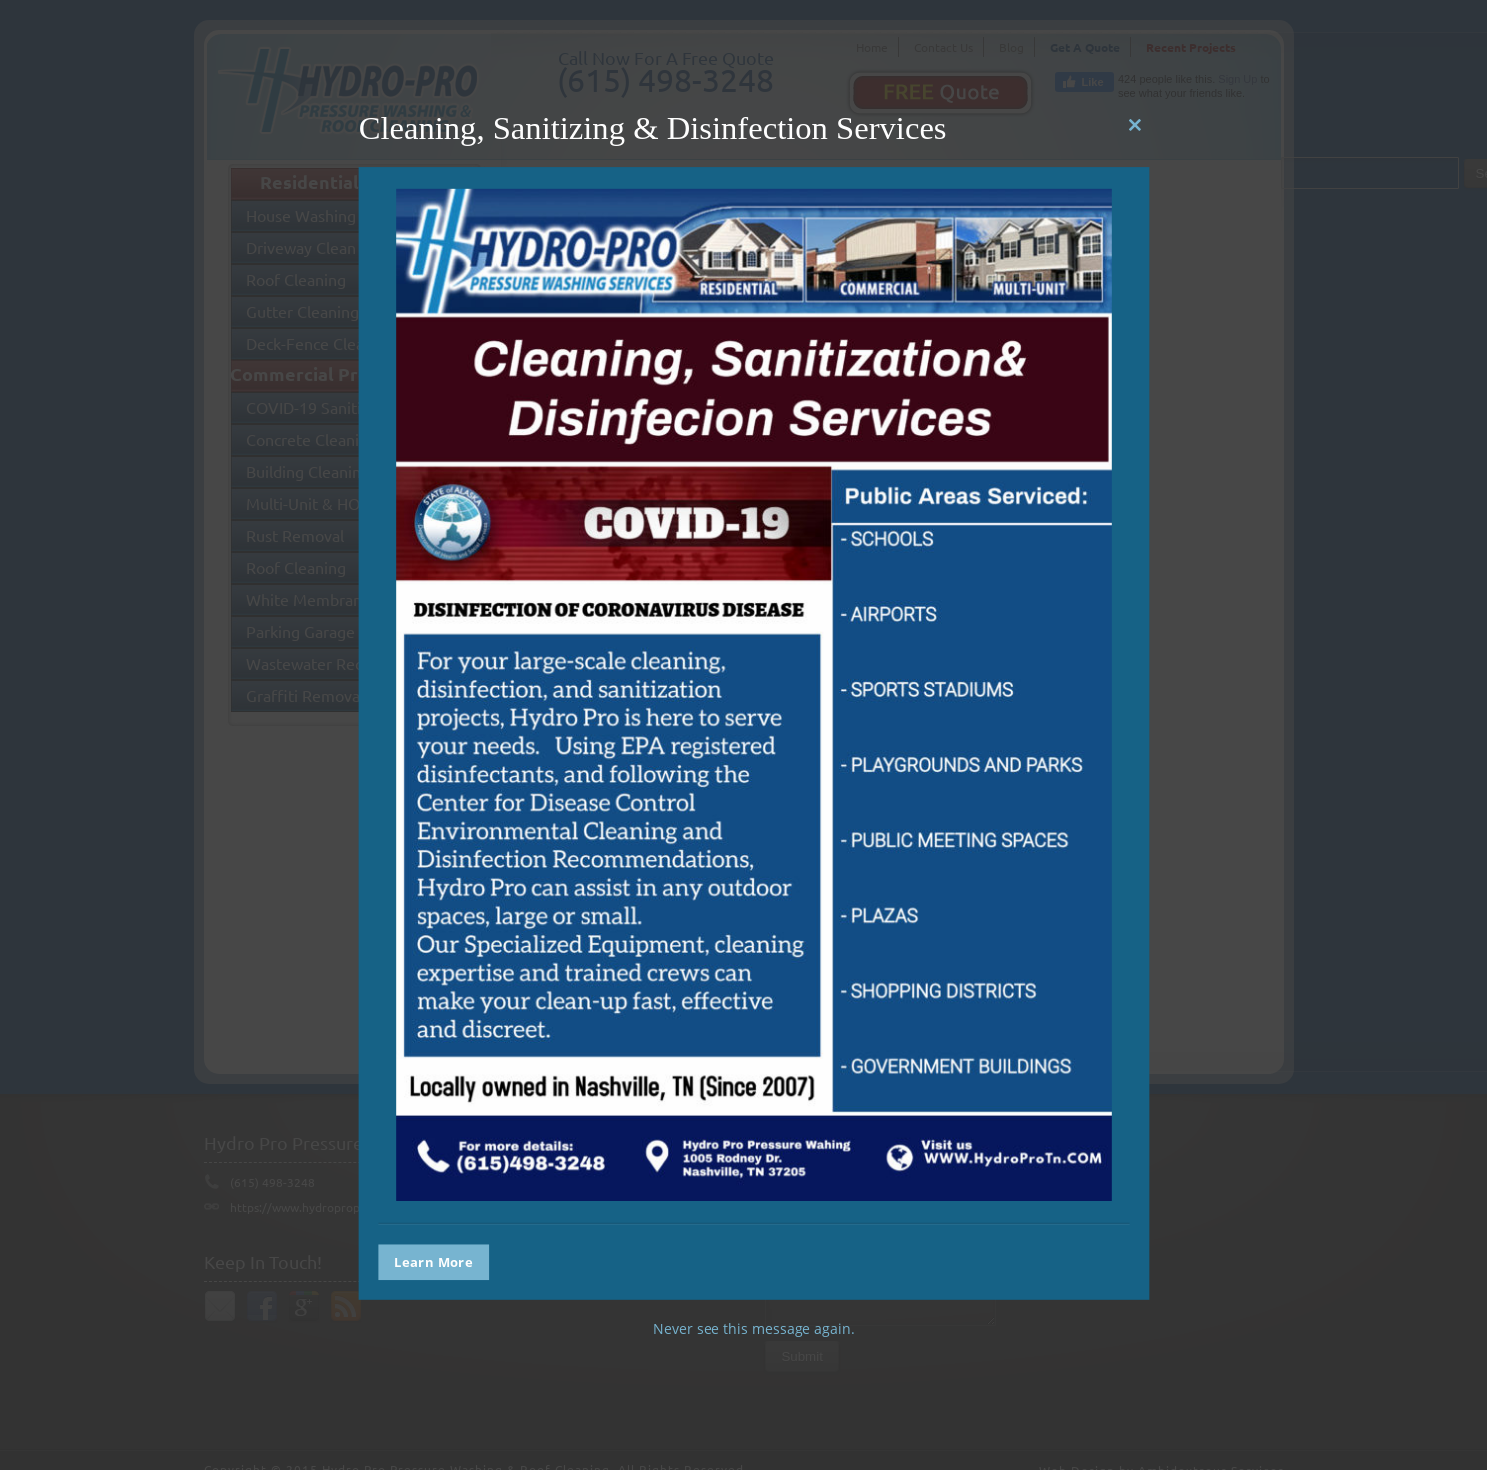 Home
Contact Us
Blog
Get A Quote
Recent Projects
HYDRO-PRO
PRESSURE WASHING &
Call Now For A Free Quote
(615) 498-3248
FREE Quote
Like
424 people like this. Sign Up to
see what your friends like.
Cleaning, Sanitizing & Disinfection Services
×
Residential
House Washing
Driveway Clean
Roof Cleaning
Gutter Cleaning
Deck-Fence Clea
Commercial Pr
COVID-19 Sanit
Concrete Cleani
Building Cleanin
Multi-Unit & HO
Rust Removal
Roof Cleaning
White Membran
Parking Garage
Wastewater Rec
Graffiti Remova
HYDRO-PRO
PRESSURE WASHING SERVICES
RESIDENTIAL
COMMERCIAL
MULTI-UNIT
Cleaning, Sanitization&
Disinfecion Services
STATE of ALASKA
COVID-19
DISINFECTION OF CORONAVIRUS DISEASE
For your large-scale cleaning,
disinfection, and sanitization
projects, Hydro Pro is here to serve
your needs. Using EPA registered
disinfectants, and following the
Center for Disease Control
Environmental Cleaning and
Disinfection Recommendations,
Hydro Pro can assist in any outdoor
spaces, large or small.
Our Specialized Equipment, cleaning
expertise and trained crews can
make your clean-up fast, effective
and discreet.
Locally owned in Nashville, TN (Since 2007)
Public Areas Serviced:
- SCHOOLS
- AIRPORTS
- SPORTS STADIUMS
- PLAYGROUNDS AND PARKS
- PUBLIC MEETING SPACES
- PLAZAS
- SHOPPING DISTRICTS
- GOVERNMENT BUILDINGS
For more details:
(615)498-3248
Hydro Pro Pressure Wahing
1005 Rodney Dr.
Nashville, TN 37205
Visit us
WWW.HydroProTn.COM
Learn More
Never see this message again.
Hydro Pro Pressure
(615) 498-3248
https://www.hydroprop
Keep In Touch!
Submit